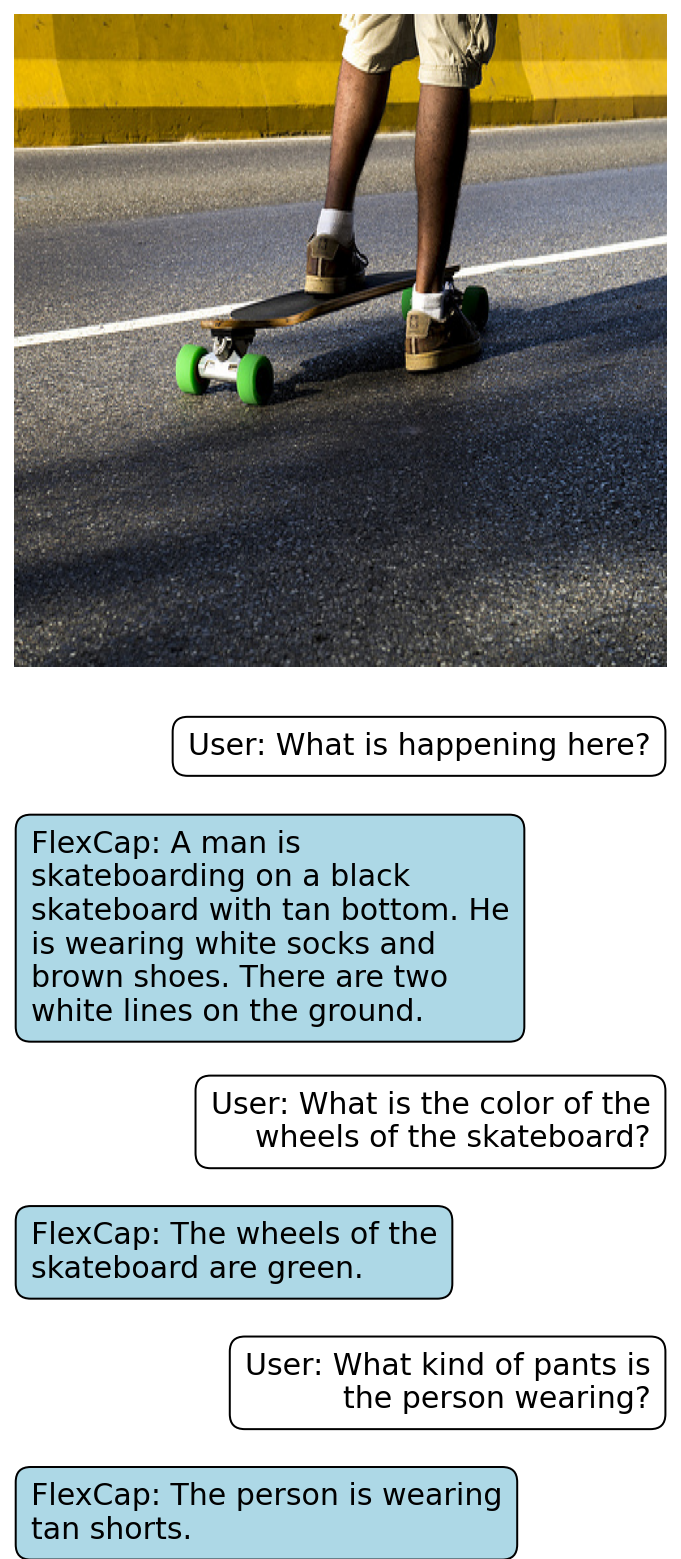 User: What is happening here?
FlexCap: A man is
skateboarding on a black
skateboard with tan bottom. He
is wearing white socks and
brown shoes. There are two
white lines on the ground.
User: What is the color of the
wheels of the skateboard?
FlexCap: The wheels of the
skateboard are green.
User: What kind of pants is
the person wearing?
FlexCap: The person is wearing
tan shorts.